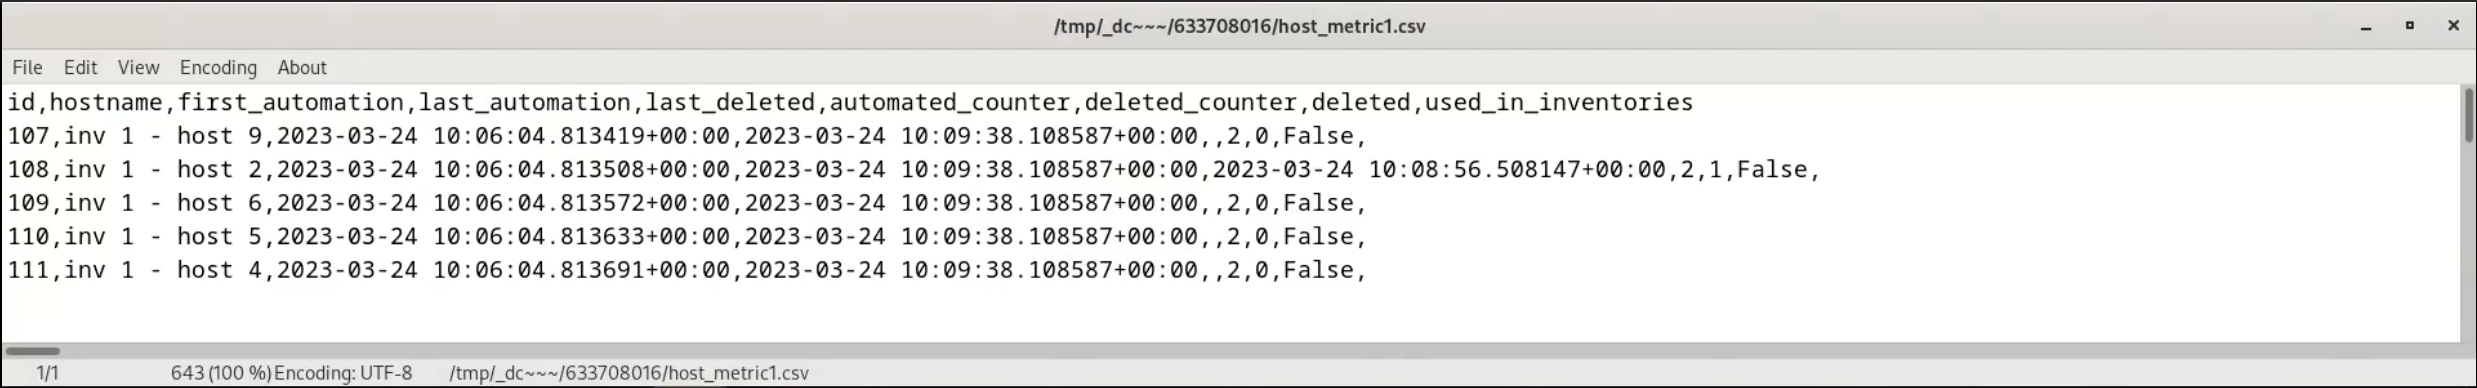 /tmp/_dc~~~/633708016/host_metric1.csv
File Edit View Encoding About
id,hostname,first_automation,last_automation,last_deleted,automated_counter,deleted_counter,deleted,used_in_inventories
107,inv 1 - host 9,2023-03-24 10:06:04.813419+00:00,2023-03-24 10:09:38.108587+00:00,,2,0,False,
108,inv 1 - host 2,2023-03-24 10:06:04.813508+00:00,2023-03-24 10:09:38.108587+00:00,2023-03-24 10:08:56.508147+00:00,2,1,False,
109,inv 1 - host 6,2023-03-24 10:06:04.813572+00:00,2023-03-24 10:09:38.108587+00:00,,2,0,False,
110,inv 1 - host 5,2023-03-24 10:06:04.813633+00:00,2023-03-24 10:09:38.108587+00:00,,2,0,False,
111,inv 1 - host 4,2023-03-24 10:06:04.813691+00:00,2023-03-24 10:09:38.108587+00:00,,2,0,False,
1/1 643 (100 %) Encoding: UTF-8 /tmp/_dc~~~/633708016/host_metric1.csv